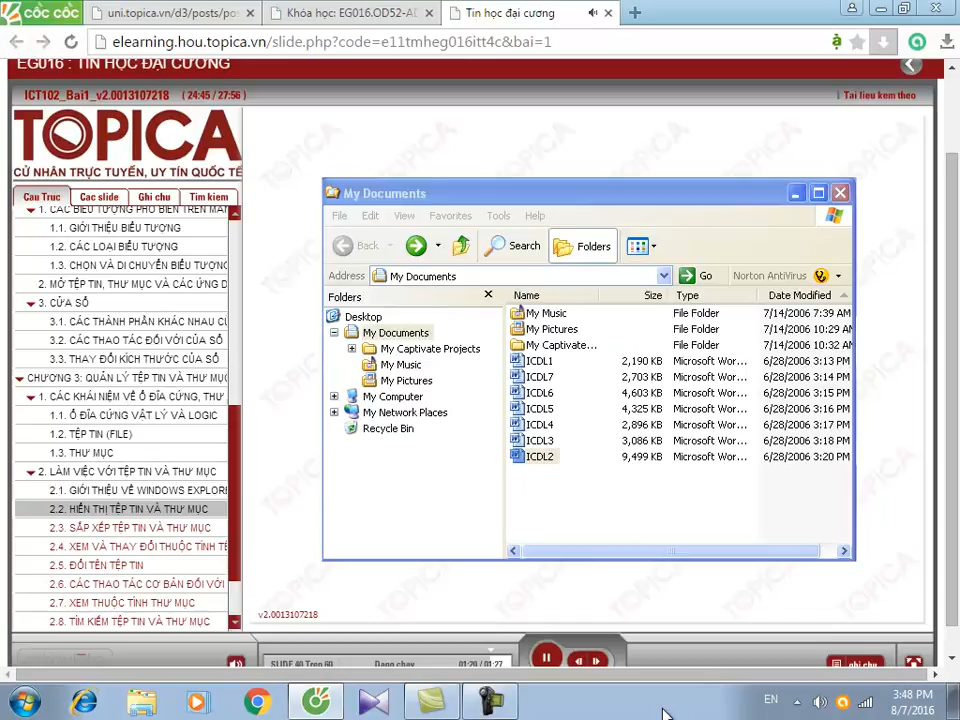 CỐC CỐC
uni.topica.vn/d3/posts/pos
Khóa học: EG016.OD52-AD
Tin học đại cương
elearning.hou.topica.vn/slide.php?code=e11tmheg016itt4c&bai=1
EG016 : TIN HỌC ĐẠI CƯƠNG
ICT102_Bai1_v2.0013107218 ( 24:45 / 27:56 )
Tai lieu kem theo
TOPICA
CỬ NHÂN TRỰC TUYẾN, UY TÍN QUỐC TẾ
Cau Truc Cac slide Ghi chu Tim kiem
1. CÁC BIỂU TƯỢNG PHỔ BIẾN TRÊN MÀN
1.1. GIỚI THIỆU BIỂU TƯỢNG
1.2. CÁC LOẠI BIỂU TƯỢNG
1.3. CHỌN VÀ DI CHUYỂN BIỂU TƯỢNG
2. MỞ TỆP TIN, THƯ MỤC VÀ CÁC ỨNG D
3. CỬA SỔ
3.1. CÁC THÀNH PHẦN KHÁC NHAU CỦ
3.2. CÁC THAO TÁC ĐỐI VỚI CỬA SỔ
3.3. THAY ĐỔI KÍCH THƯỚC CỦA SỔ
CHƯƠNG 3: QUẢN LÝ TỆP TIN VÀ THƯ MỤC
1. CÁC KHÁI NIỆM VỀ Ổ ĐĨA CỨNG, THƯ
1.1. Ổ ĐĨA CỨNG VẬT LÝ VÀ LOGIC
1.2. TỆP TIN (FILE)
1.3. THƯ MỤC
2. LÀM VIỆC VỚI TỆP TIN VÀ THƯ MỤC
2.1. GIỚI THIỆU VỀ WINDOWS EXPLORE
2.2. HIỂN THỊ TỆP TIN VÀ THƯ MỤC
2.3. SẮP XẾP TỆP TIN VÀ THƯ MỤC
2.4. XEM VÀ THAY ĐỔI THUỘC TÍNH TỆ
2.5. ĐỔI TÊN TỆP TIN
2.6. CÁC THAO TÁC CƠ BẢN ĐỐI VỚI
2.7. XEM THUỘC TÍNH THƯ MỤC
2.8. TÌM KIẾM TỆP TIN VÀ THƯ MỤC
My Documents
File Edit View Favorites Tools Help
Back Search Folders
Address My Documents Go Norton AntiVirus
Folders
Desktop
My Documents
My Captivate Projects
My Music
My Pictures
My Computer
My Network Places
Recycle Bin
Name Size Type Date Modified
My Music File Folder 7/14/2006 7:39 AM
My Pictures File Folder 7/14/2006 10:29 AM
My Captivate... File Folder 7/14/2006 10:32 AM
ICDL1 2,190 KB Microsoft Wor... 6/28/2006 3:13 PM
ICDL7 2,703 KB Microsoft Wor... 6/28/2006 3:14 PM
ICDL6 4,603 KB Microsoft Wor... 6/28/2006 3:15 PM
ICDL5 4,325 KB Microsoft Wor... 6/28/2006 3:16 PM
ICDL4 2,896 KB Microsoft Wor... 6/28/2006 3:17 PM
ICDL3 3,086 KB Microsoft Wor... 6/28/2006 3:18 PM
ICDL2 9,499 KB Microsoft Wor... 6/28/2006 3:20 PM
v2.0013107218
SLIDE 40 Tren 60 Dang chay 01:20 / 01:27
ghi chu
EN
3:48 PM
8/7/2016